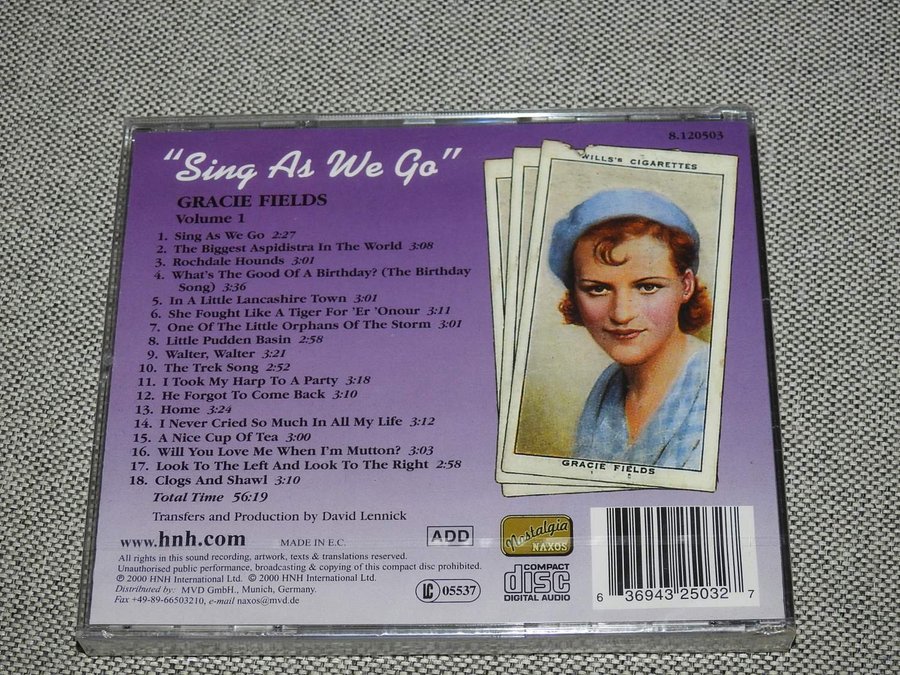 8.120503
"Sing As We Go"
GRACIE FIELDS
Volume 1
1. Sing As We Go 2:27
2. The Biggest Aspidistra In The World 3:08
3. Rochdale Hounds 3:01
4. What's The Good Of A Birthday? (The Birthday
Song) 3:36
5. In A Little Lancashire Town 3:01
6. She Fought Like A Tiger For 'Er 'Onour 3:11
7. One Of The Little Orphans Of The Storm 3:01
8. Little Pudden Basin 2:58
9. Walter, Walter 3:21
10. The Trek Song 2:52
11. I Took My Harp To A Party 3:18
12. He Forgot To Come Back 3:10
13. Home 3:24
14. I Never Cried So Much In All My Life 3:12
15. A Nice Cup Of Tea 3:00
16. Will You Love Me When I'm Mutton? 3:03
17. Look To The Left And Look To The Right 2:58
18. Clogs And Shawl 3:10
Total Time 56:19
Transfers and Production by David Lennick
www.hnh.com
MADE IN E.C.
ADD
All rights in this sound recording, artwork, texts & translations reserved.
Unauthorised public performance, broadcasting & copying of this compact disc prohibited.
℗ 2000 HNH International Ltd. © 2000 HNH International Ltd.
Distributed by: MVD GmbH., Munich, Germany.
Fax +49-89-66503210, e-mail naxos@mvd.de
LC 05537
WILLS'S CIGARETTES
GRACIE FIELDS
Nostalgia
NAXOS
COMPACT
disc
DIGITAL AUDIO
6 36943 25032 7